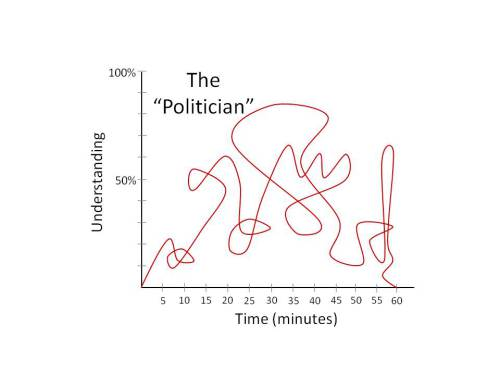 The
"Politician"
100%
50%
Understanding
5 10 15 20 25 30 35 40 45 50 55 60
Time (minutes)